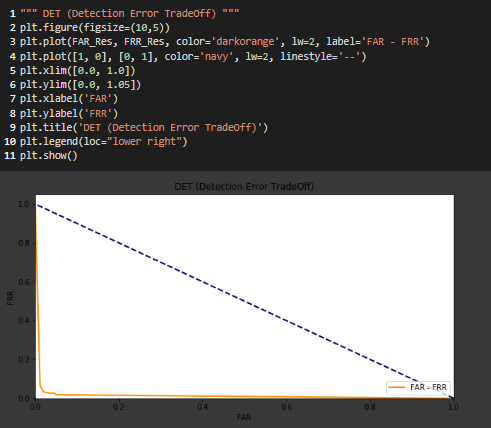 1 """ DET (Detection Error TradeOff) """
2 plt.figure(figsize=(10,5))
3 plt.plot(FAR_Res, FRR_Res, color='darkorange', lw=2, label='FAR - FRR')
4 plt.plot([1, 0], [0, 1], color='navy', lw=2, linestyle='--')
5 plt.xlim([0.0, 1.0])
6 plt.ylim([0.0, 1.05])
7 plt.xlabel('FAR')
8 plt.ylabel('FRR')
9 plt.title('DET (Detection Error TradeOff)')
10 plt.legend(loc="lower right")
11 plt.show()
DET (Detection Error TradeOff)
1.0
0.8
0.6
FRR
0.4
0.2
0.0
FAR - FRR
0.0 0.2 0.4 0.6 0.8 1.0
FAR